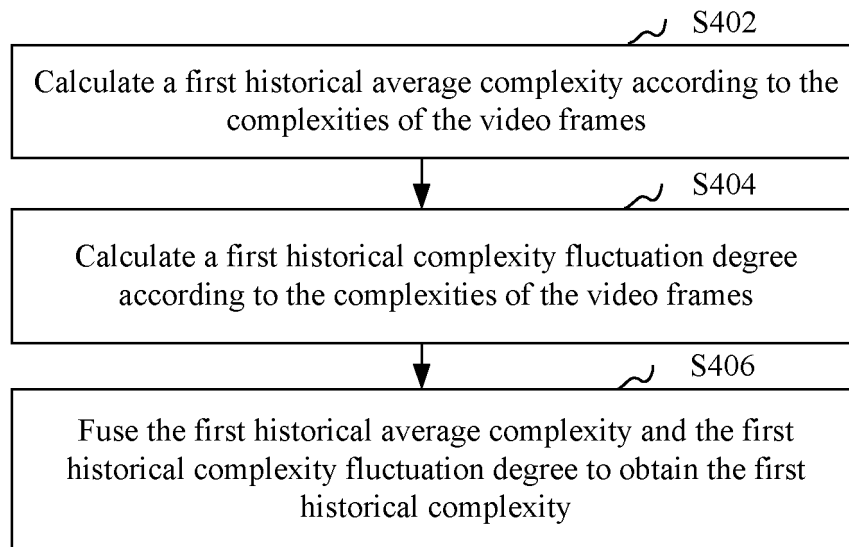 S402
Calculate a first historical average complexity according to the
complexities of the video frames
S404
Calculate a first historical complexity fluctuation degree
according to the complexities of the video frames
S406
Fuse the first historical average complexity and the first
historical complexity fluctuation degree to obtain the first
historical complexity